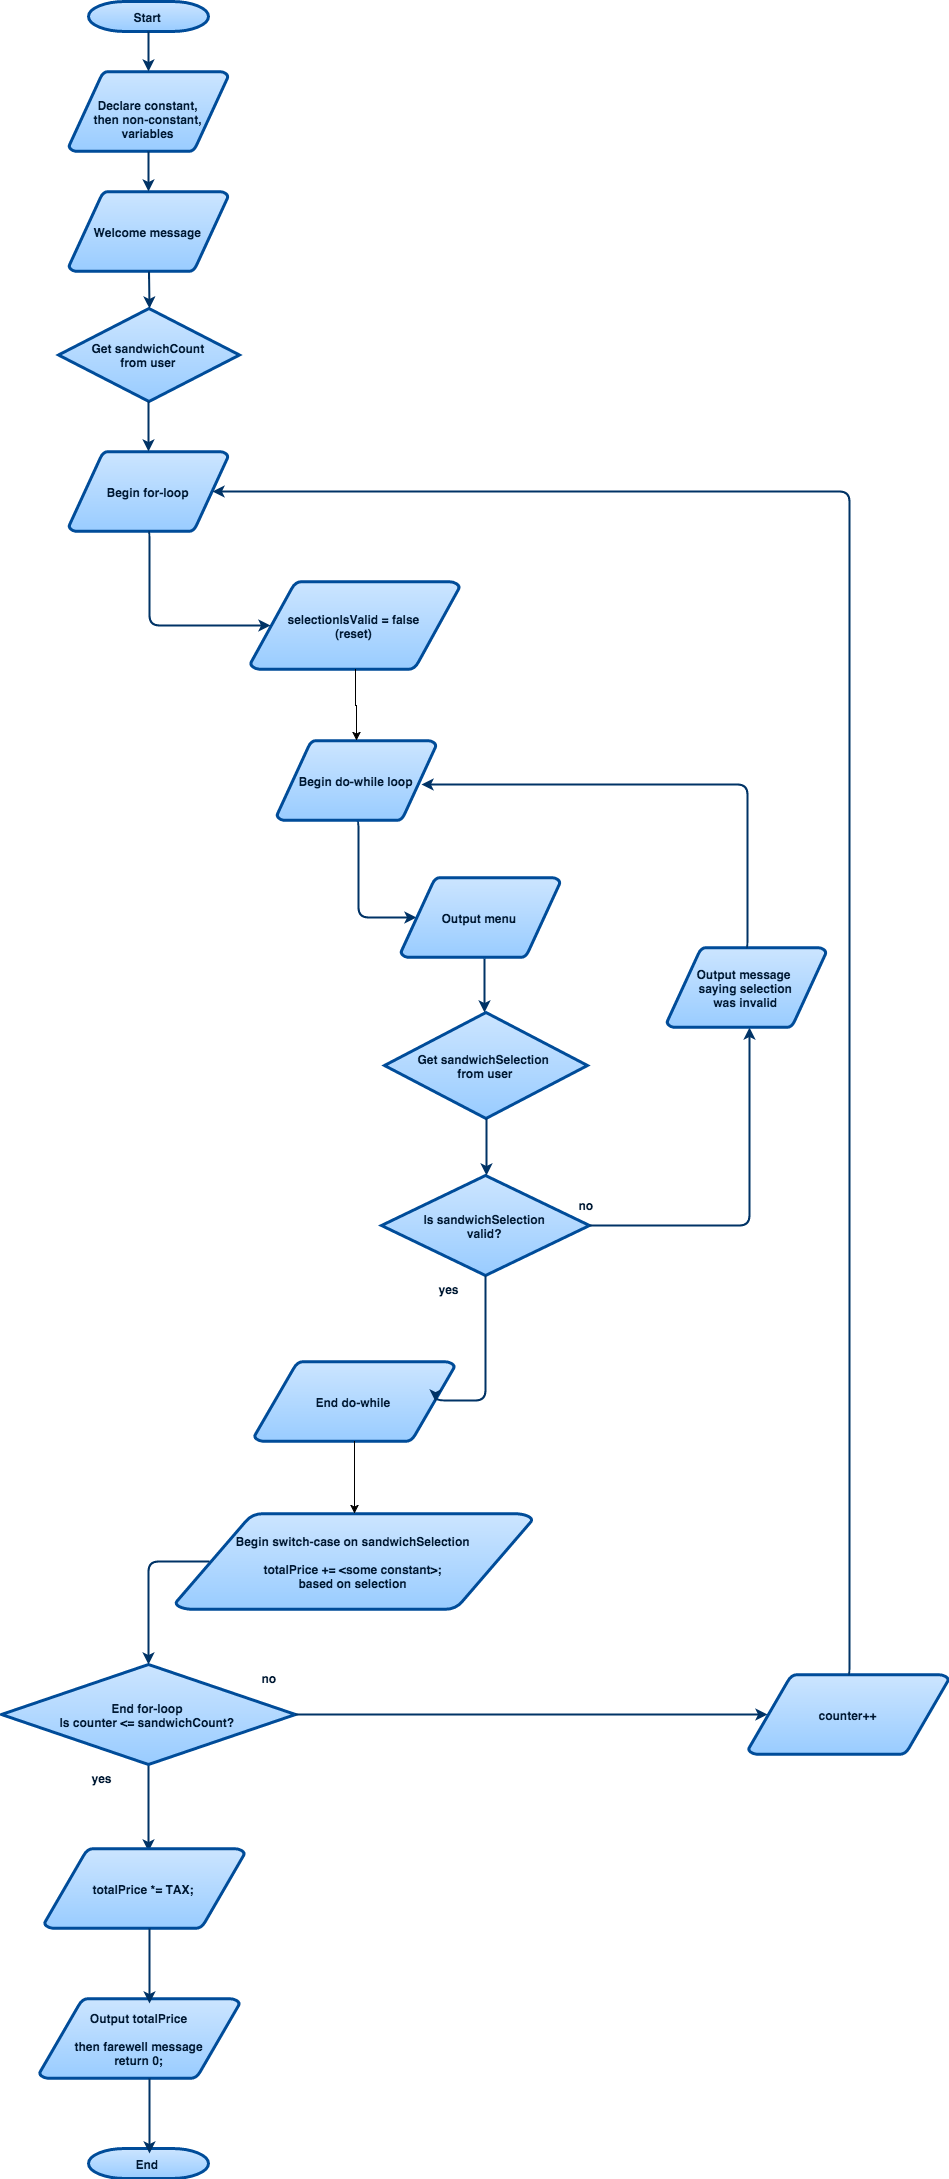 Start
Declare constant,
then non-constant,
variables
Welcome message
Get sandwichCount
from user
Begin for-loop
selectionIsValid = false
(reset)
Begin do-while loop
Output menu
Output message
saying selection
was invalid
Get sandwichSelection
from user
Is sandwichSelection
valid?
no
yes
End do-while
Begin switch-case on sandwichSelection
totalPrice += <some constant>;
based on selection
End for-loop
Is counter <= sandwichCount?
no
counter++
yes
totalPrice *= TAX;
Output totalPrice
then farewell message
return 0;
End